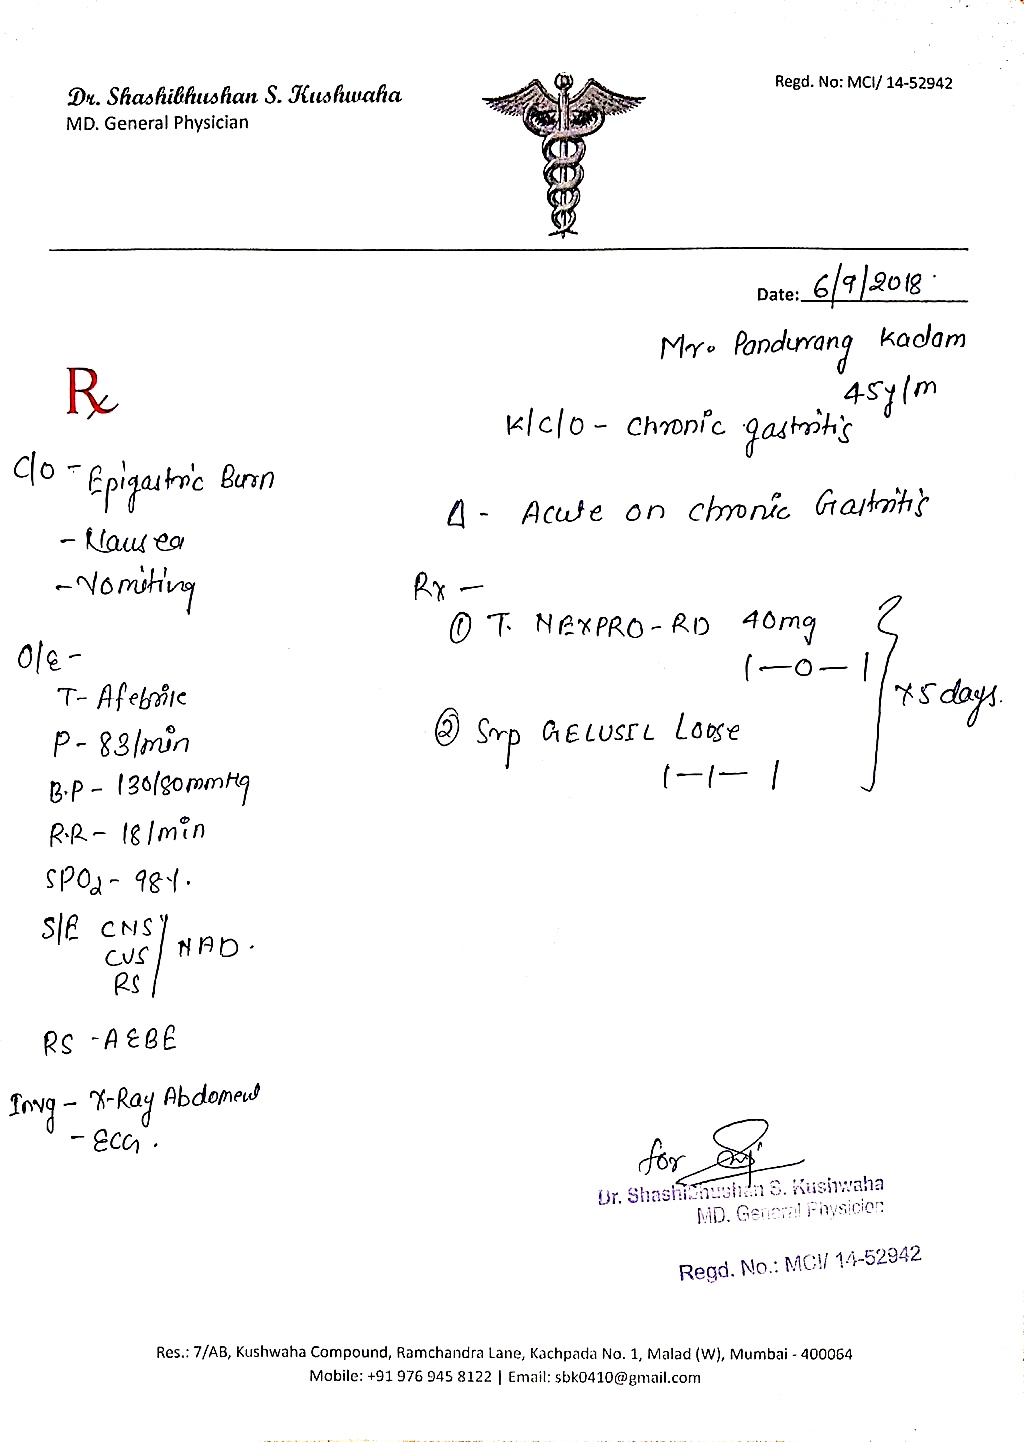 Dr. Shashibhushan S. Kushwaha
MD. General Physician
Regd. No: MCI/ 14-52942
Date: 6/9/2018
Mr. Pandurang Kadam
45y/m
K/C/O - Chronic gastritis
Rx
C/O - Epigastric Burn
- Nausea
- Vomiting
O/E -
T - Afebrile
P - 83/min
B.P - 130/80mmHg
R.R - 18/min
SPO2 - 98%.
S/E CNS
CVS NAD.
RS
RS - AEBE
Invg - X-Ray Abdomen
- ECG.
Δ - Acute on chronic Gastritis
Rx -
① T. NEXPRO-RD 40mg
1-0-1
② Syp GELUSIL Loose
1-1-1
x 5 days.
for
Dr. Shashibhushan S. Kushwaha
MD. General Physician
Regd. No.: MCI/ 14-52942
Res.: 7/AB, Kushwaha Compound, Ramchandra Lane, Kachpada No. 1, Malad (W), Mumbai - 400064
Mobile: +91 976 945 8122 | Email: sbk0410@gmail.com